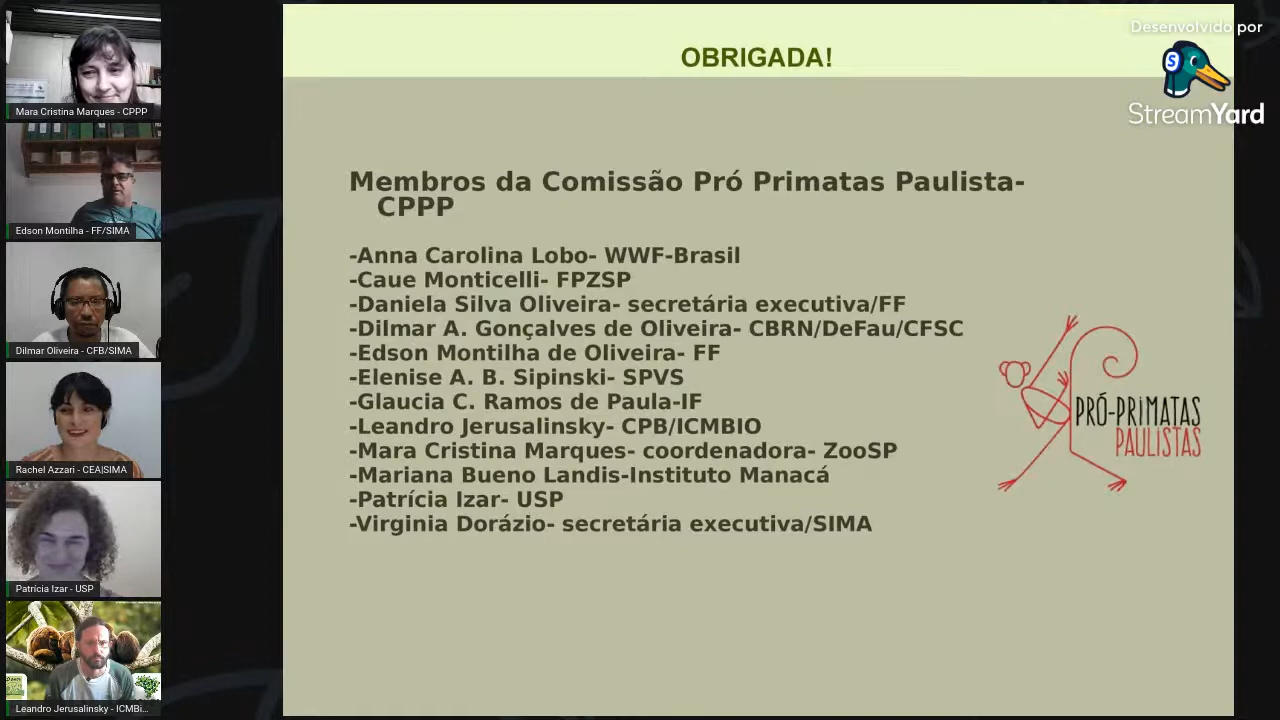 Mara Cristina Marques - CPPP
Edson Montilha - FF/SIMA
Dilmar Oliveira - CFB/SIMA
Rachel Azzari - CEA|SIMA
Patrícia Izar - USP
Leandro Jerusalinsky - ICMBi...
OBRIGADA!
Membros da Comissão Pró Primatas Paulista-
CPPP
-Anna Carolina Lobo- WWF-Brasil
-Caue Monticelli- FPZSP
-Daniela Silva Oliveira- secretária executiva/FF
-Dilmar A. Gonçalves de Oliveira- CBRN/DeFau/CFSC
-Edson Montilha de Oliveira- FF
-Elenise A. B. Sipinski- SPVS
-Glaucia C. Ramos de Paula-IF
-Leandro Jerusalinsky- CPB/ICMBIO
-Mara Cristina Marques- coordenadora- ZooSP
-Mariana Bueno Landis-Instituto Manacá
-Patrícia Izar- USP
-Virginia Dorázio- secretária executiva/SIMA
PRÓ-PRIMATAS
PAULISTAS
Desenvolvido por
S
StreamYard